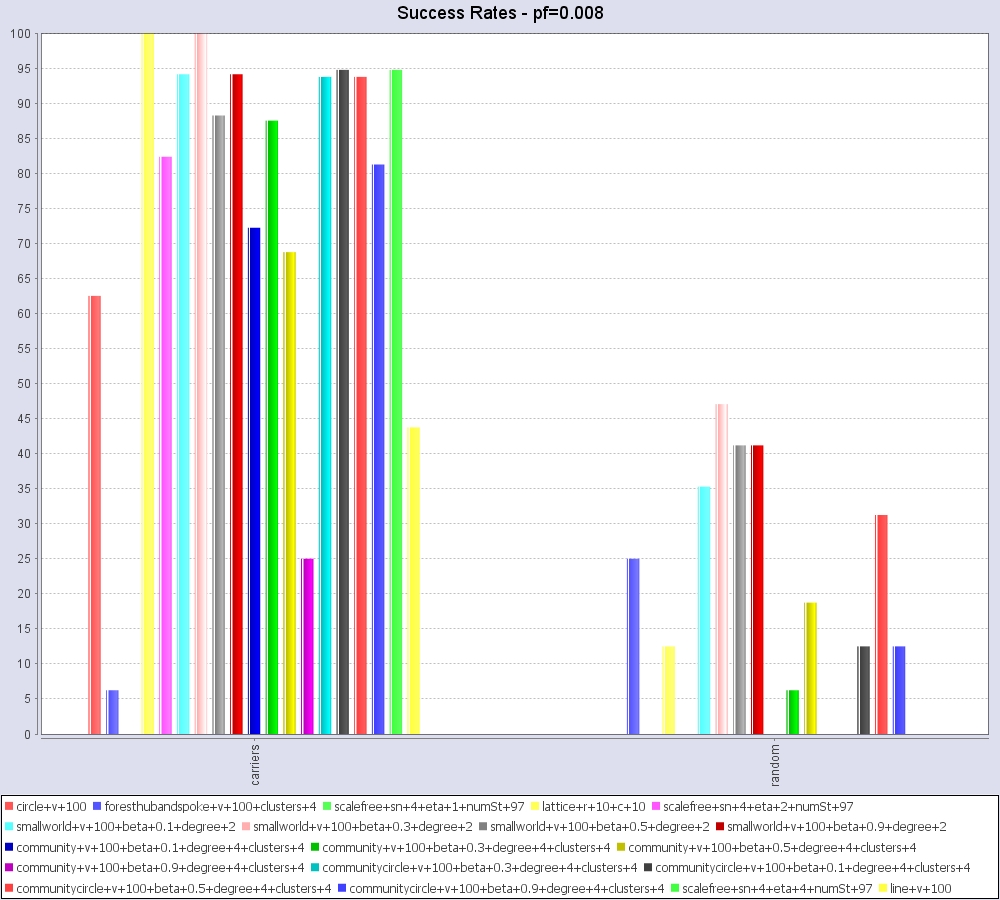 Success Rates - pf=0.008
100
95
90
85
80
75
70
65
60
55
50
45
40
35
30
25
20
15
10
5
0
carriers
random
circle+v+100 foresthubandspoke+v+100+clusters+4 scalefree+sn+4+eta+1+numSt+97 lattice+r+10+c+10 scalefree+sn+4+eta+2+numSt+97
smallworld+v+100+beta+0.1+degree+2 smallworld+v+100+beta+0.3+degree+2 smallworld+v+100+beta+0.5+degree+2 smallworld+v+100+beta+0.9+degree+2
community+v+100+beta+0.1+degree+4+clusters+4 community+v+100+beta+0.3+degree+4+clusters+4 community+v+100+beta+0.5+degree+4+clusters+4
community+v+100+beta+0.9+degree+4+clusters+4 communitycircle+v+100+beta+0.3+degree+4+clusters+4 communitycircle+v+100+beta+0.1+degree+4+clusters+4
communitycircle+v+100+beta+0.5+degree+4+clusters+4 communitycircle+v+100+beta+0.9+degree+4+clusters+4 scalefree+sn+4+eta+4+numSt+97 line+v+100